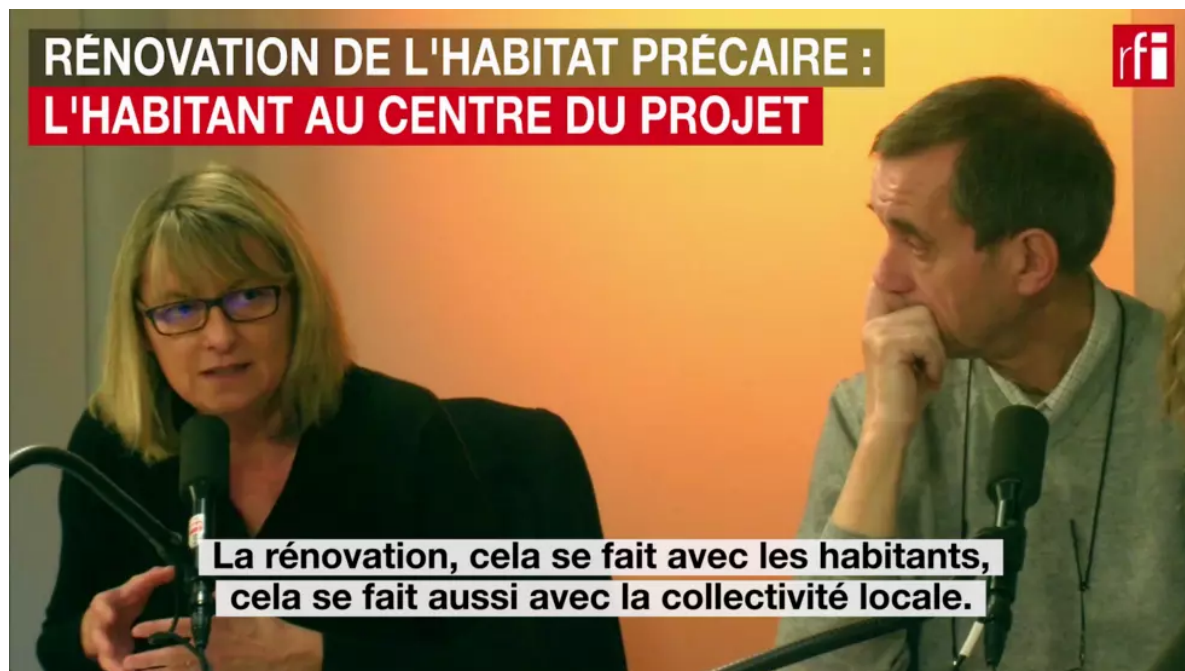 RÉNOVATION DE L'HABITAT PRÉCAIRE :
rfi
L'HABITANT AU CENTRE DU PROJET
La rénovation, cela se fait avec les habitants,
cela se fait aussi avec la collectivité locale.